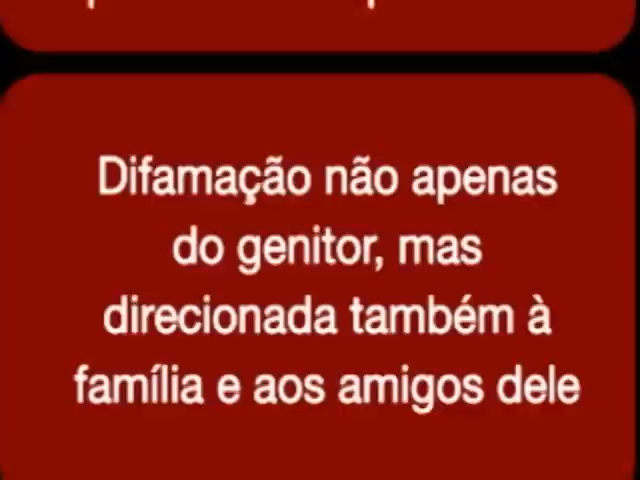 Difamação não apenas
do genitor, mas
direcionada também à
família e aos amigos dele